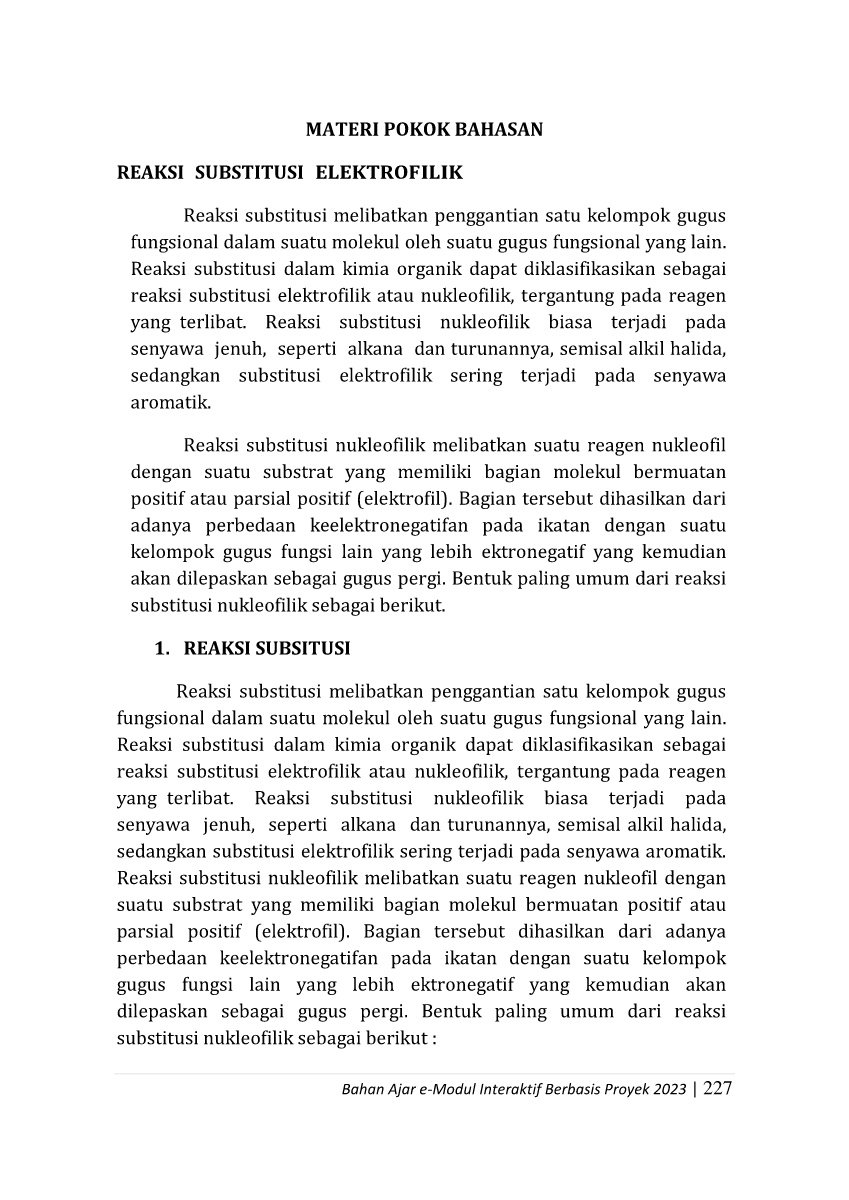 MATERI POKOK BAHASAN
REAKSI SUBSTITUSI ELEKTROFILIK
Reaksi substitusi melibatkan penggantian satu kelompok gugus
fungsional dalam suatu molekul oleh suatu gugus fungsional yang lain.
Reaksi substitusi dalam kimia organik dapat diklasifikasikan sebagai
reaksi substitusi elektrofilik atau nukleofilik, tergantung pada reagen
yang terlibat. Reaksi substitusi nukleofilik biasa terjadi pada
senyawa jenuh, seperti alkana dan turunannya, semisal alkil halida,
sedangkan substitusi elektrofilik sering terjadi pada senyawa
aromatik.
Reaksi substitusi nukleofilik melibatkan suatu reagen nukleofil
dengan suatu substrat yang memiliki bagian molekul bermuatan
positif atau parsial positif (elektrofil). Bagian tersebut dihasilkan dari
adanya perbedaan keelektronegatifan pada ikatan dengan suatu
kelompok gugus fungsi lain yang lebih ektronegatif yang kemudian
akan dilepaskan sebagai gugus pergi. Bentuk paling umum dari reaksi
substitusi nukleofilik sebagai berikut.
1. REAKSI SUBSITUSI
Reaksi substitusi melibatkan penggantian satu kelompok gugus
fungsional dalam suatu molekul oleh suatu gugus fungsional yang lain.
Reaksi substitusi dalam kimia organik dapat diklasifikasikan sebagai
reaksi substitusi elektrofilik atau nukleofilik, tergantung pada reagen
yang terlibat. Reaksi substitusi nukleofilik biasa terjadi pada
senyawa jenuh, seperti alkana dan turunannya, semisal alkil halida,
sedangkan substitusi elektrofilik sering terjadi pada senyawa aromatik.
Reaksi substitusi nukleofilik melibatkan suatu reagen nukleofil dengan
suatu substrat yang memiliki bagian molekul bermuatan positif atau
parsial positif (elektrofil). Bagian tersebut dihasilkan dari adanya
perbedaan keelektronegatifan pada ikatan dengan suatu kelompok
gugus fungsi lain yang lebih ektronegatif yang kemudian akan
dilepaskan sebagai gugus pergi. Bentuk paling umum dari reaksi
substitusi nukleofilik sebagai berikut :
Bahan Ajar e-Modul Interaktif Berbasis Proyek 2023 | 227